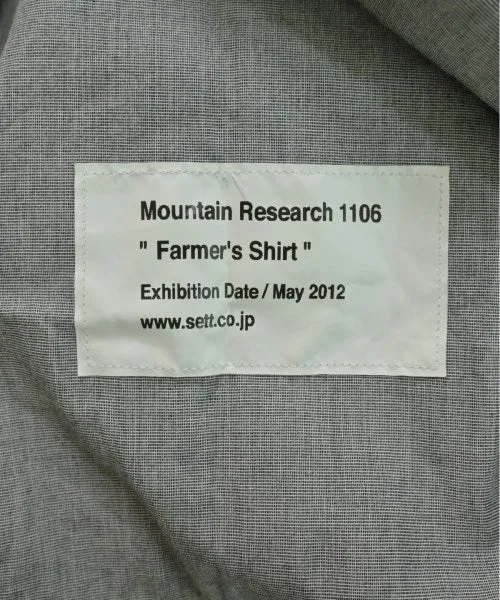 Mountain Research 1106
" Farmer's Shirt "
Exhibition Date / May 2012
www.sett.co.jp